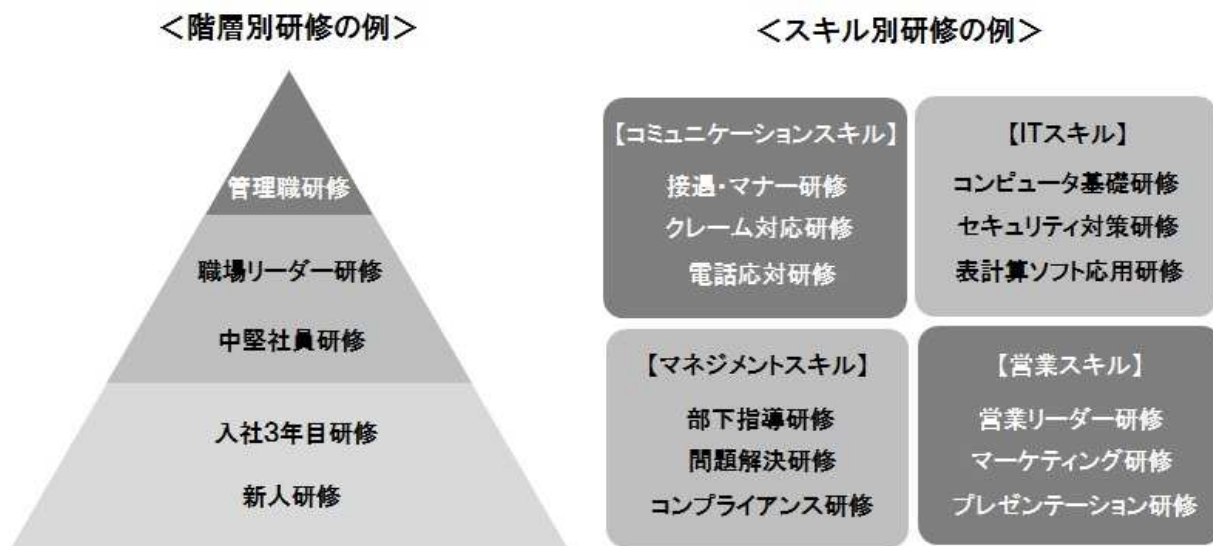 ＜階層別研修の例＞
管理職研修
職場リーダー研修
中堅社員研修
入社3年目研修
新人研修
＜スキル別研修の例＞
【コミュニケーションスキル】
接遇・マナー研修
クレーム対応研修
電話応対研修
【ITスキル】
コンピュータ基礎研修
セキュリティ対策研修
表計算ソフト応用研修
【マネジメントスキル】
部下指導研修
問題解決研修
コンプライアンス研修
【営業スキル】
営業リーダー研修
マーケティング研修
プレゼンテーション研修